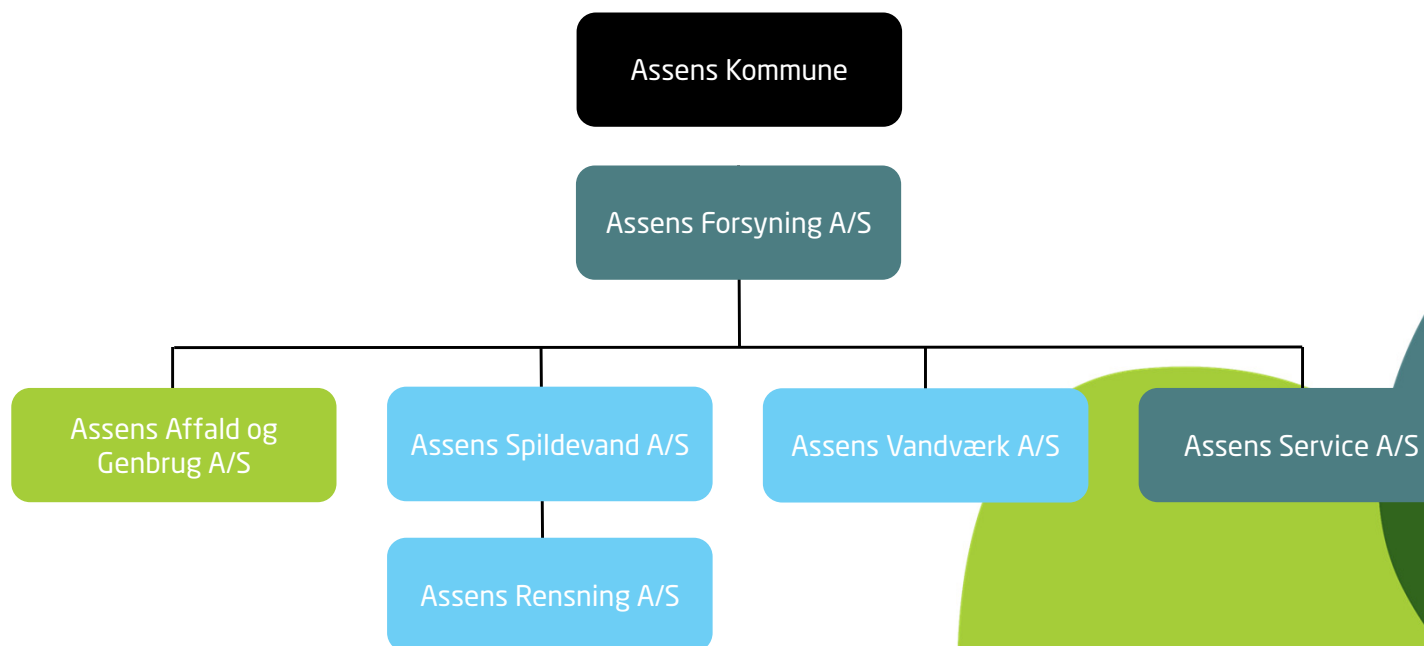 Assens Kommune
Assens Forsyning A/S
Assens Affald og
Genbrug A/S
Assens Spildevand A/S
Assens Vandværk A/S
Assens Service A/S
Assens Rensning A/S